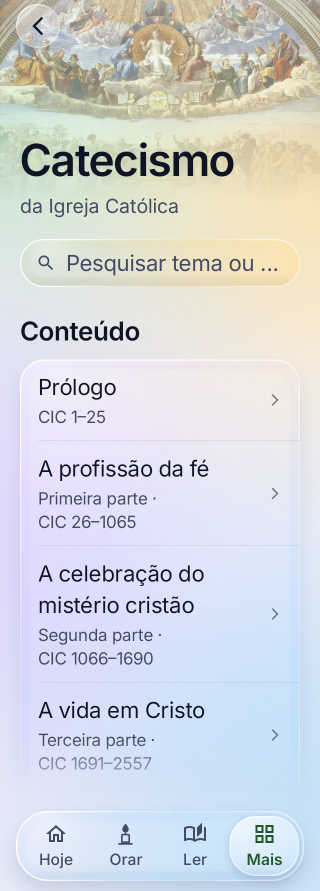 Catecismo
da Igreja Católica
Pesquisar tema ou ...
Conteúdo
Prólogo
CIC 1–25
A profissão da fé
Primeira parte ·
CIC 26–1065
A celebração do
mistério cristão
Segunda parte ·
CIC 1066–1690
A vida em Cristo
Terceira parte ·
CIC 1691–2557
Hoje
Orar
Ler
Mais